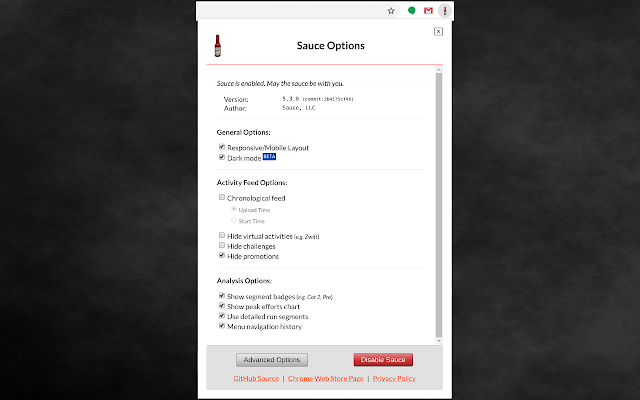 Sauce Options
Sauce is enabled. May the sauce be with you.
Version: 5.3.0 (commit:2b4175cf46)
Author: Sauce, LLC
General Options:
Responsive/Mobile Layout
Dark mode BETA
Activity Feed Options:
Chronological feed
Upload Time
Start Time
Hide virtual activities (e.g. Zwift)
Hide challenges
Hide promotions
Analysis Options:
Show segment badges (e.g. Cat 2, Pro)
Show peak efforts chart
Use detailed run segments
Menu navigation history
Advanced Options Disable Sauce
GitHub Source | Chrome Web Store Page | Privacy Policy